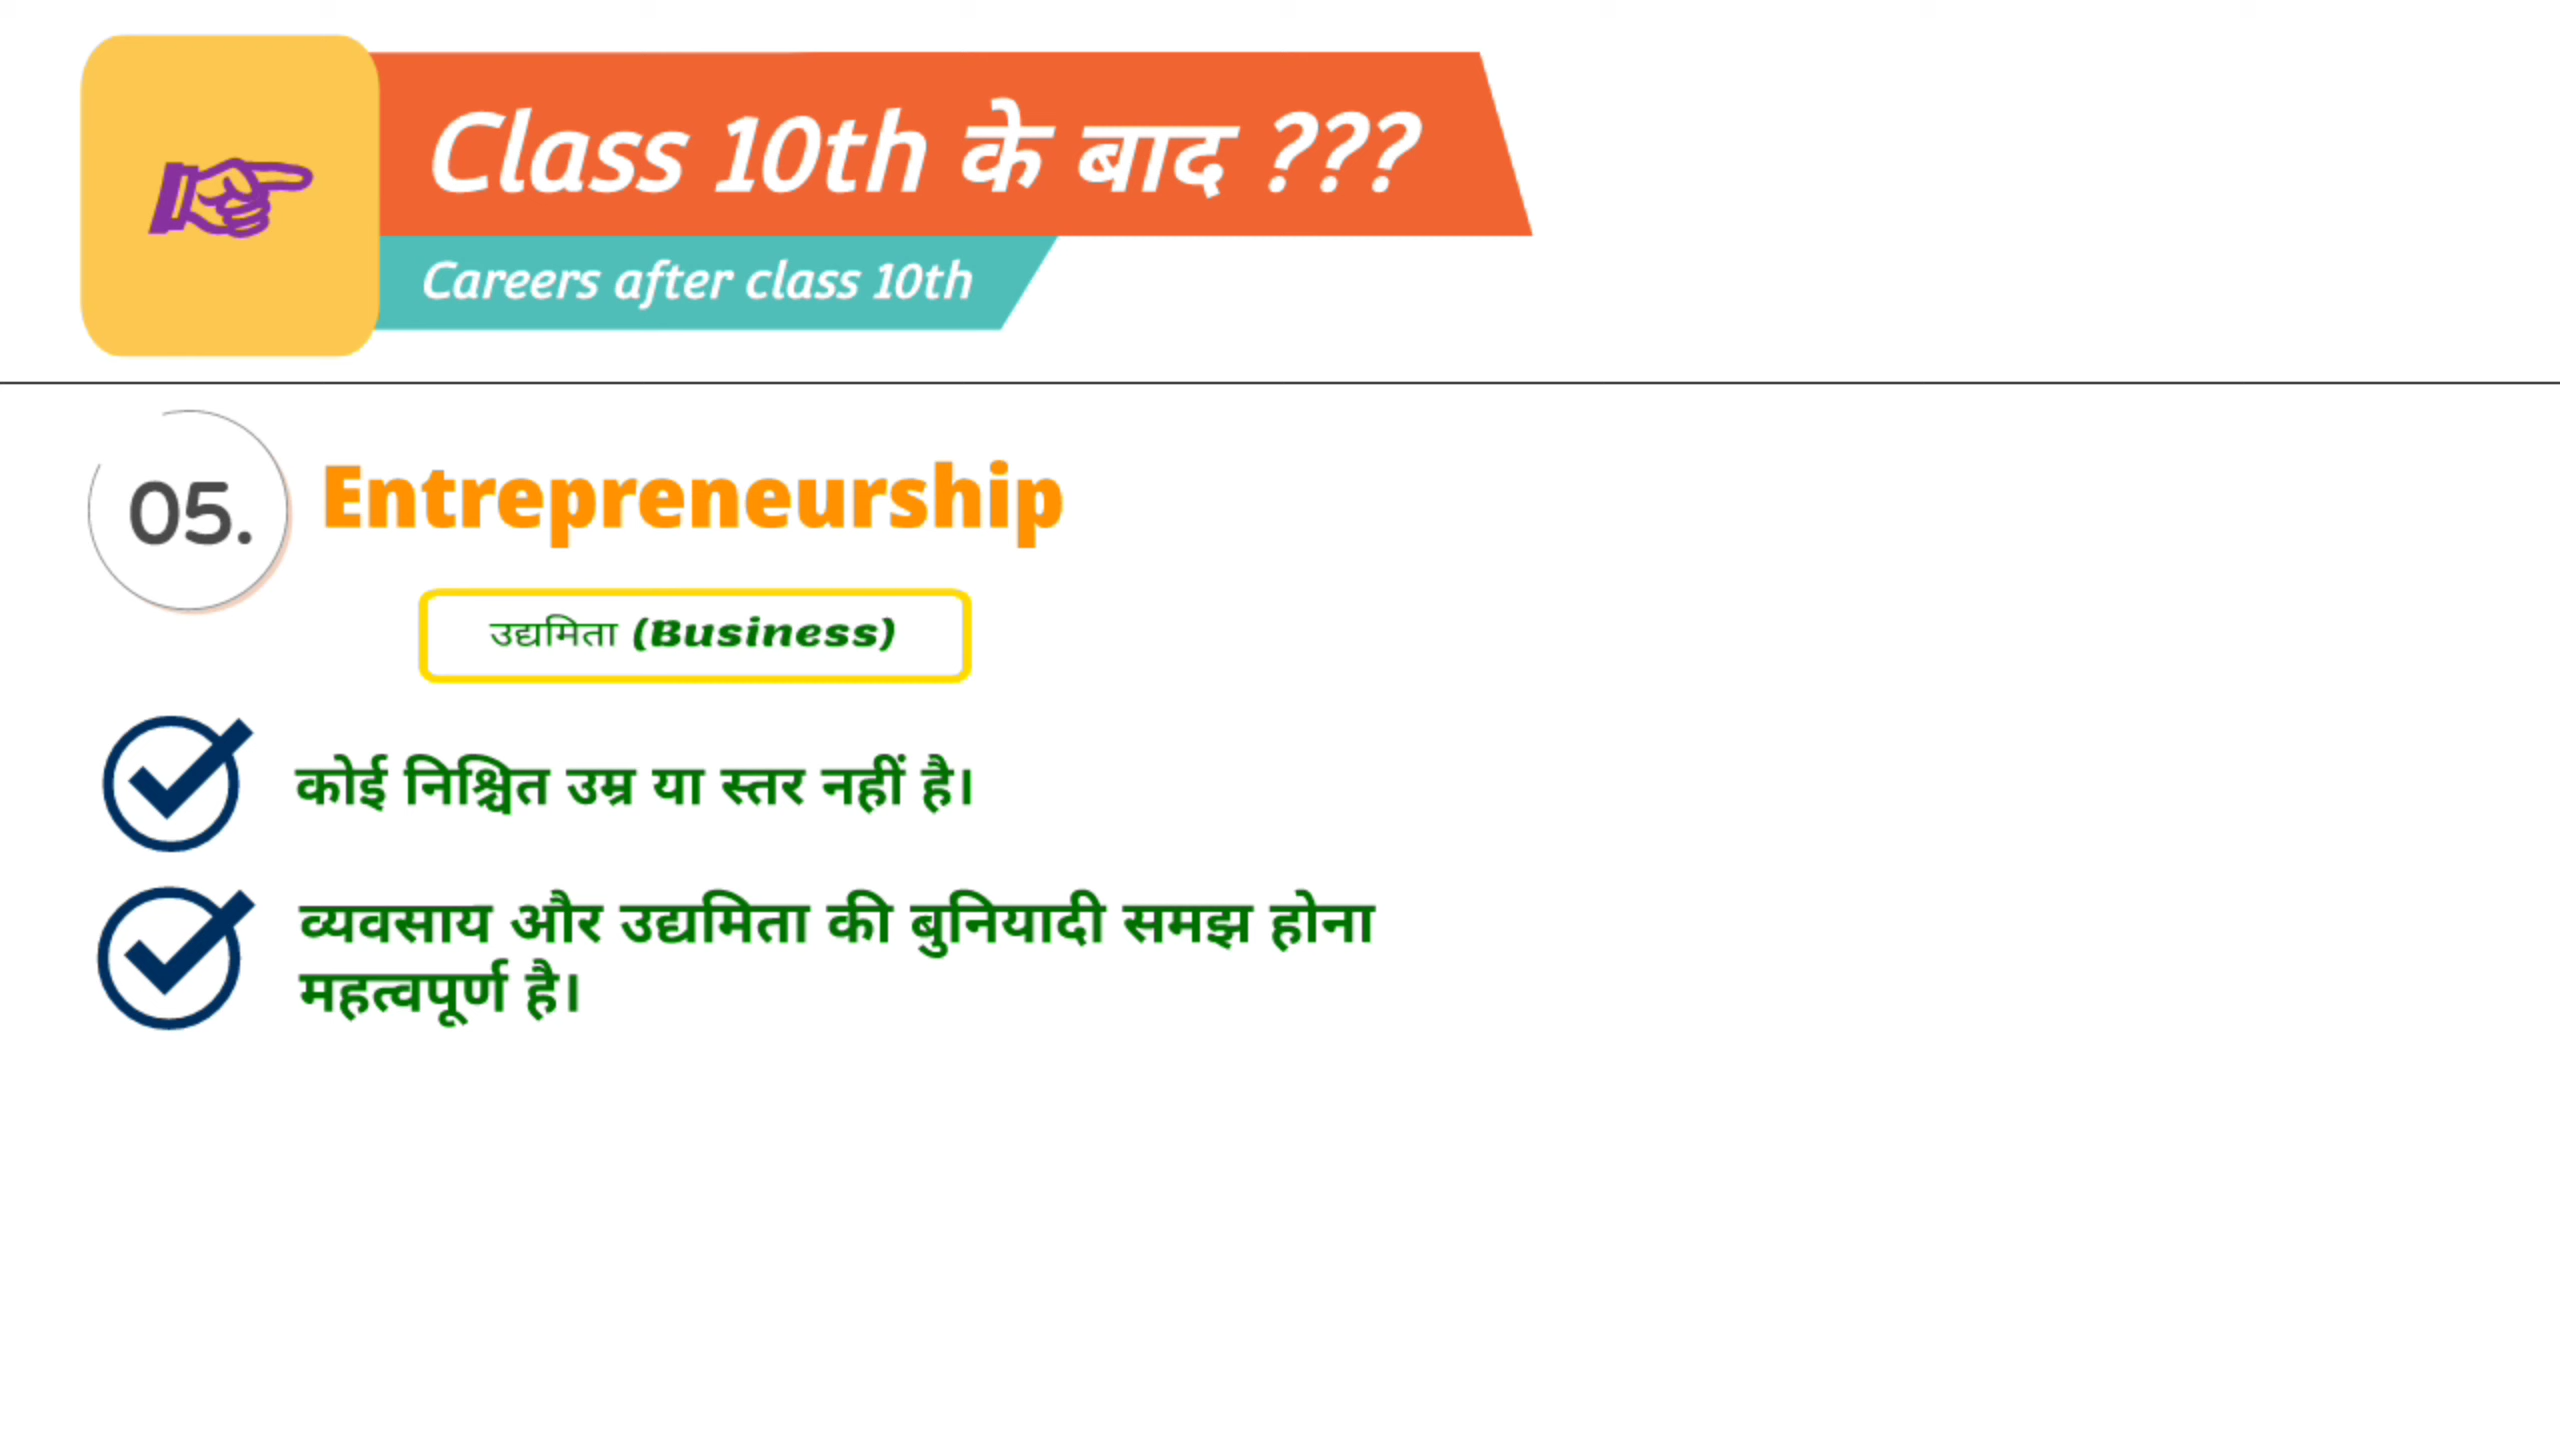 Class 10th के बाद ???
Careers after class 10th
05.
Entrepreneurship
उद्यमिता (Business)
कोई निश्चित उम्र या स्तर नहीं है।
व्यवसाय और उद्यमिता की बुनियादी समझ होना
महत्वपूर्ण है।